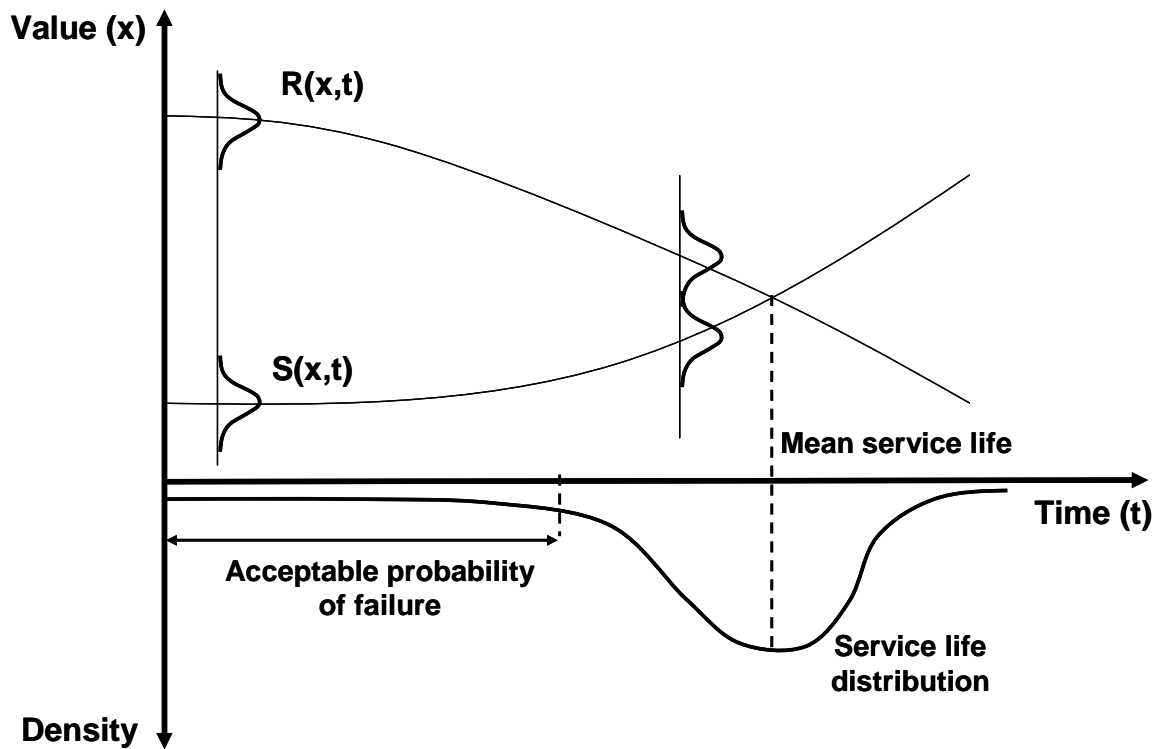 Value (x)
R(x,t)
S(x,t)
Mean service life
Time (t)
Acceptable probability
of failure
Service life
distribution
Density